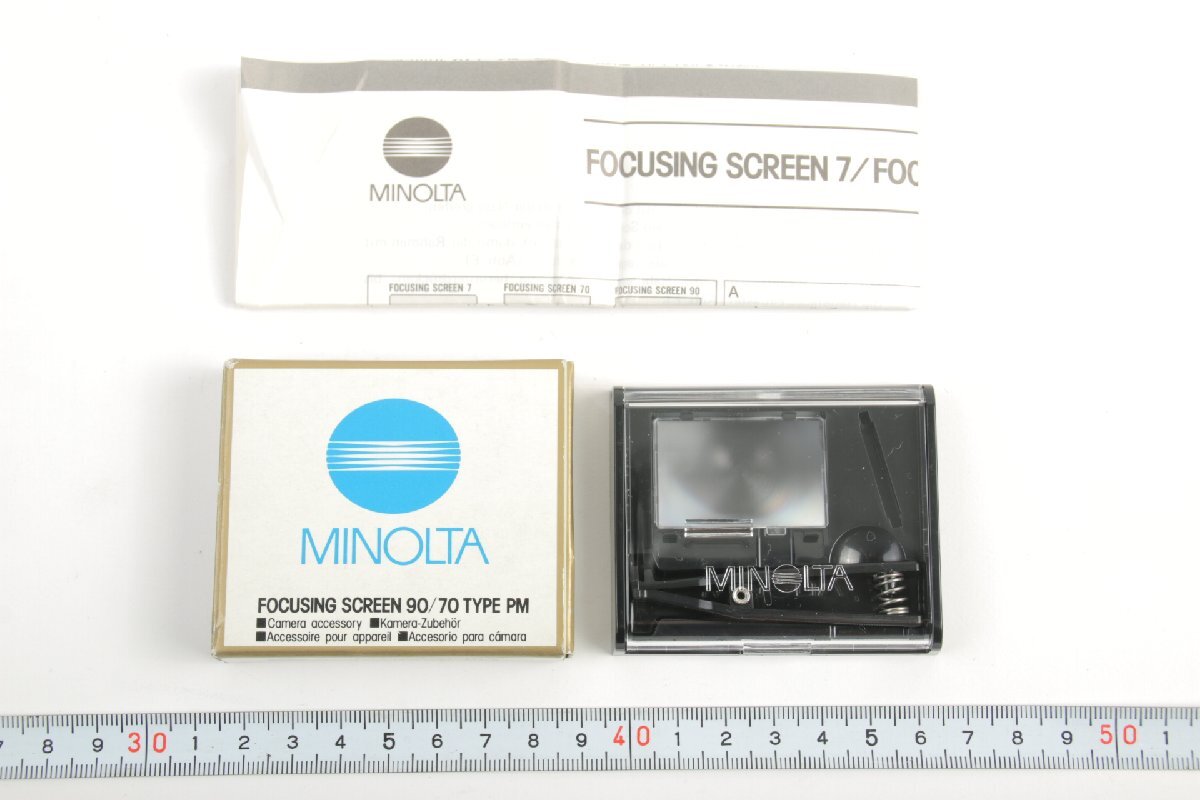 MINOLTA
FOCUSING SCREEN 7/FOC
FOCUSING SCREEN 7
FOCUSING SCREEN 70
FOCUSING SCREEN 90
A
MINOLTA
FOCUSING SCREEN 90/70 TYPE PM
■Camera accessory ■Kamera-Zubehör
■Accessoire pour appareil ■Accesorio para cámara
MINOLTA
7 8 9 30 1 2 3 4 5 6 7 8 9 40 1 2 3 4 5 6 7 8 9 50 1